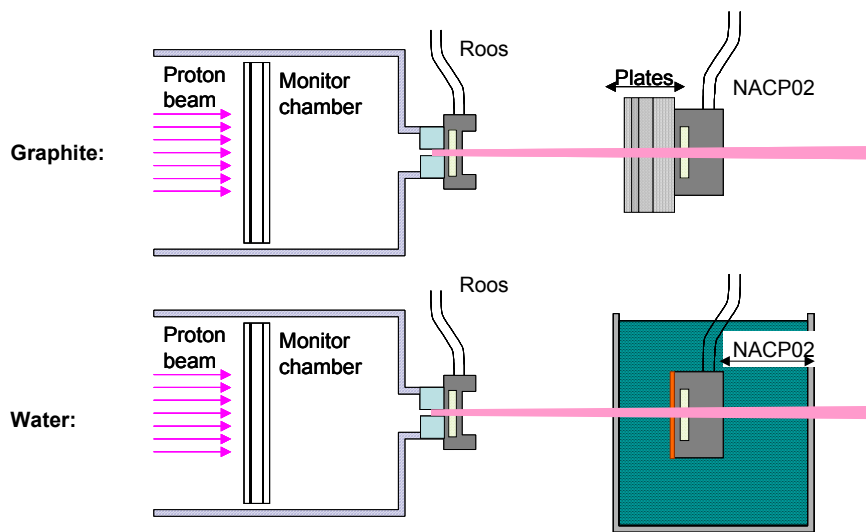 Roos
Proton
beam
Monitor
chamber
Plates
NACP02
Graphite:
Roos
Proton
beam
Monitor
chamber
NACP02
Water: